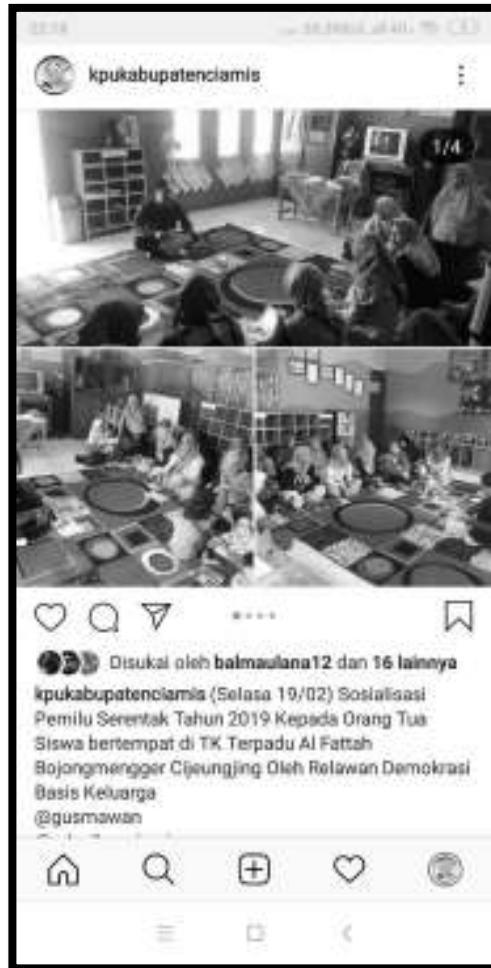 kpukabupatenciamis
1/4
Disukai oleh balmaulana12 dan 16 lainnya
kpukabupatenciamis (Selasa 19/02) Sosialisasi
Pemilu Serentak Tahun 2019 Kepada Orang Tua
Siswa bertempat di TK Terpadu Al Fattah
Bojongmengger Cijeungjing Oleh Relawan Demokrasi
Basis Keluarga
@gusmawan